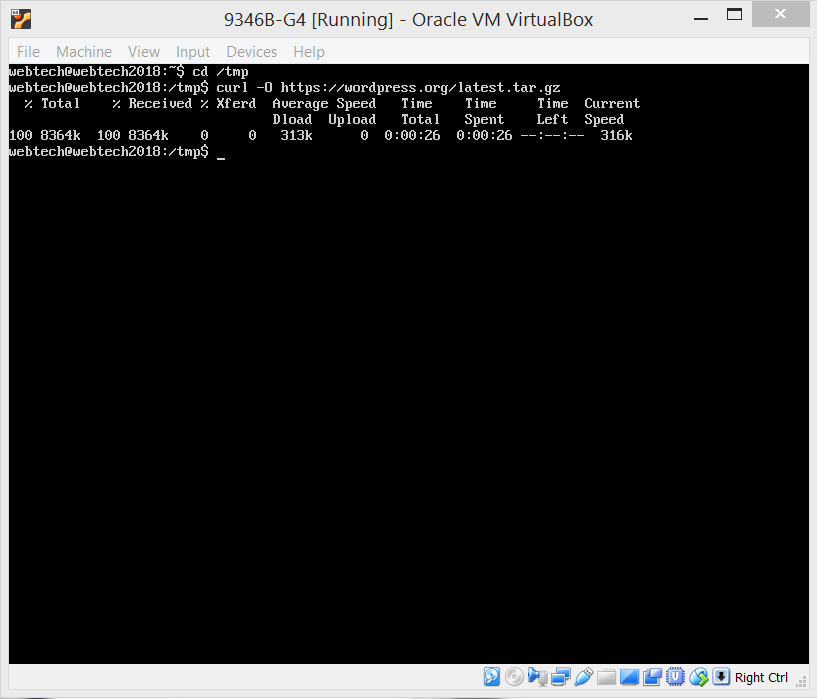 9346B-G4 [Running] - Oracle VM VirtualBox
File Machine View Input Devices Help
webtech@webtech2018:~$ cd /tmp
webtech@webtech2018:/tmp$ curl -O https://wordpress.org/latest.tar.gz
% Total % Received % Xferd Average Speed Time Time Time Current
Dload Upload Total Spent Left Speed
100 8364k 100 8364k 0 0 313k 0 0:00:26 0:00:26 --:--:-- 316k
webtech@webtech2018:/tmp$ _
Right Ctrl